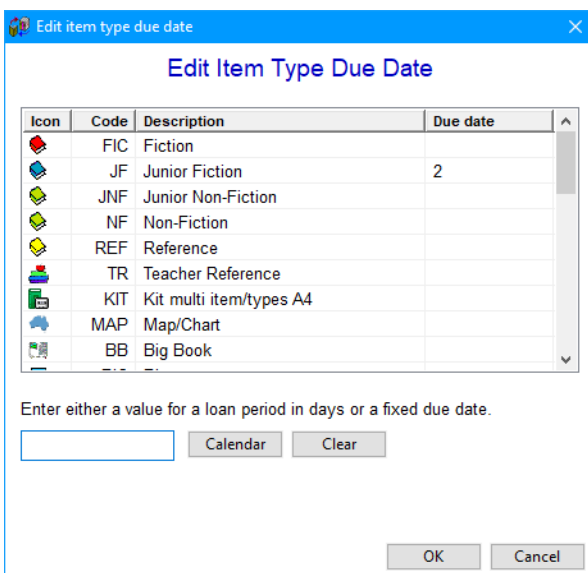 Edit item type due date
Edit Item Type Due Date
Icon Code Description Due date
FIC Fiction
JF Junior Fiction 2
JNF Junior Non-Fiction
NF Non-Fiction
REF Reference
TR Teacher Reference
KIT Kit multi item/types A4
MAP Map/Chart
BB Big Book
Enter either a value for a loan period in days or a fixed due date.
Calendar Clear
OK Cancel